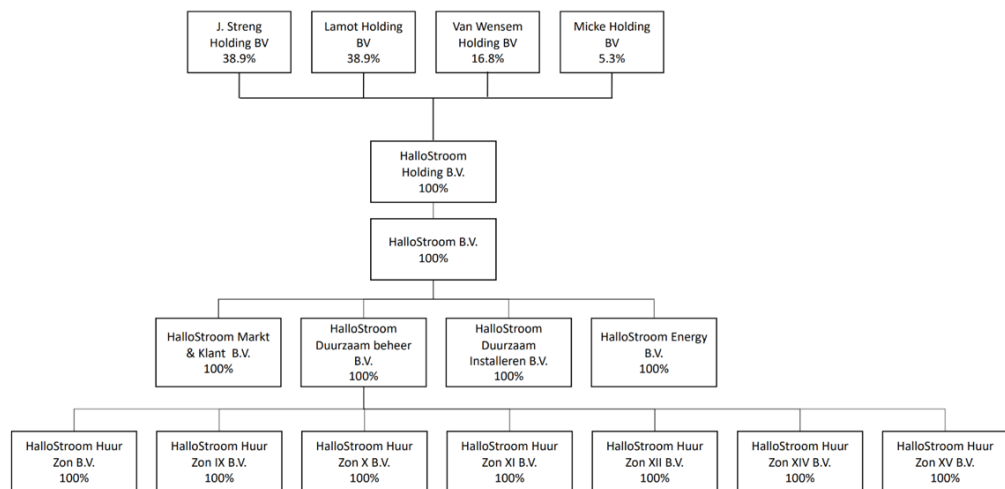 J. Streng
Holding BV
38.9%
Lamot Holding
BV
38.9%
Van Wensem
Holding BV
16.8%
Micke Holding
BV
5.3%
HalloStroom
Holding B.V.
100%
HalloStroom B.V.
100%
HalloStroom Markt
& Klant B.V.
100%
HalloStroom
Duurzaam beheer
B.V.
100%
HalloStroom
Duurzaam
Installeren B.V.
100%
HalloStroom Energy
B.V.
100%
HalloStroom Huur
Zon B.V.
100%
HalloStroom Huur
Zon IX B.V.
100%
HalloStroom Huur
Zon X B.V.
100%
HalloStroom Huur
Zon XI B.V.
100%
HalloStroom Huur
Zon XII B.V.
100%
HalloStroom Huur
Zon XIV B.V.
100%
HalloStroom Huur
Zon XV B.V.
100%